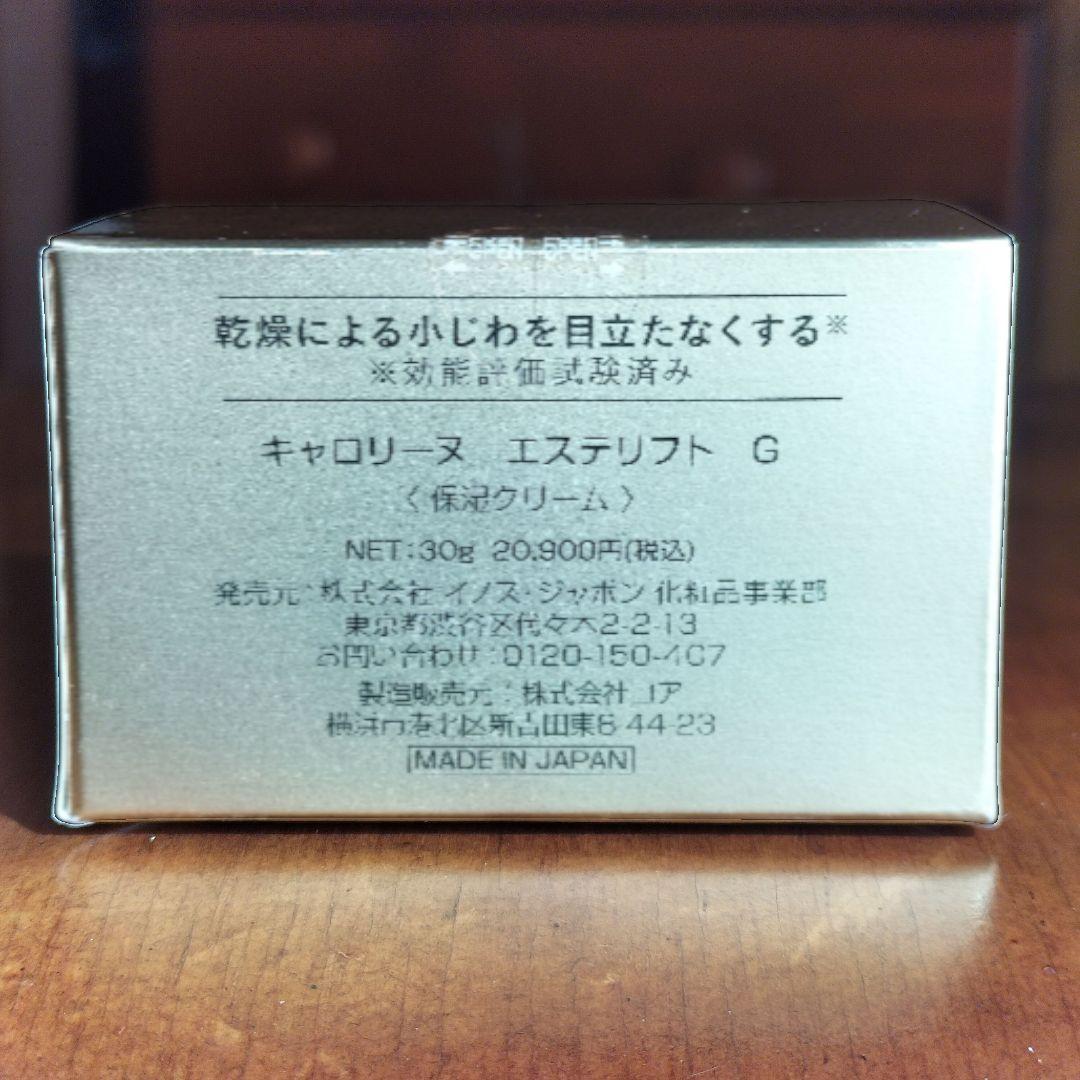 OPEN OPEN
乾燥による小じわを目立たなくする※
※効能評価試験済み
キャロリーヌ エステリフト G
〈保湿クリーム〉
NET:30g 20,900円(税込)
発売元:株式会社 イノス・ジャポン 化粧品事業部
東京都渋谷区代々木2-2-13
お問い合わせ:0120-150-407
製造販売元:株式会社コア
横浜市港北区新吉田東8-44-23
MADE IN JAPAN